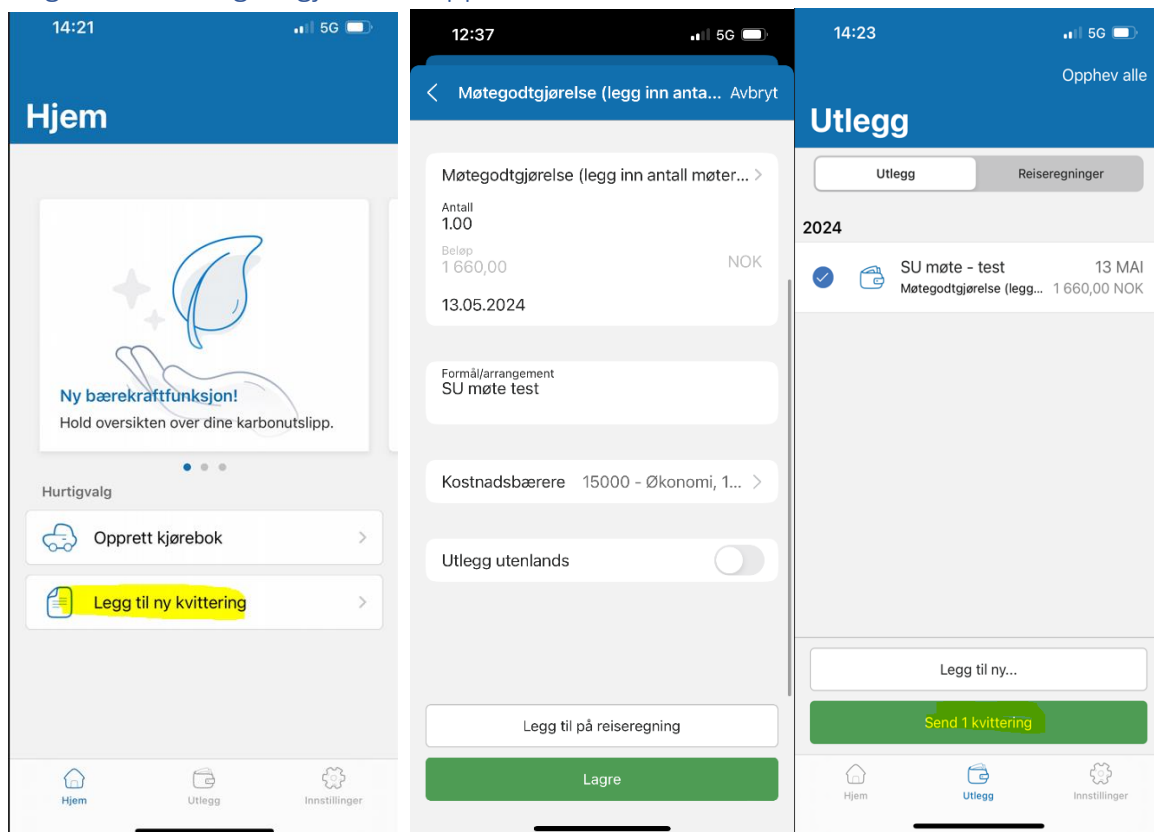 14:21
5G
Hjem
Ny bærekraftfunksjon!
Hold oversikten over dine karbonutslipp.
Hurtigvalg
Opprett kjørebok
Legg til ny kvittering
Hjem
Utlegg
Innstillinger
12:37
5G
Møtegodtgjørelse (legg inn anta... Avbryt
Møtegodtgjørelse (legg inn antall møter...
Antall
1.00
Beløp
1 660,00 NOK
13.05.2024
Formål/arrangement
SU møte test
Kostnadsbærere 15000 - Økonomi, 1...
Utlegg utenlands
Legg til på reiseregning
Lagre
14:23
5G
Opphev alle
Utlegg
Utlegg
Reiseregninger
2024
SU møte - test 13 MAI
Møtegodtgjørelse (legg... 1 660,00 NOK
Legg til ny...
Send 1 kvittering
Hjem
Utlegg
Innstillinger